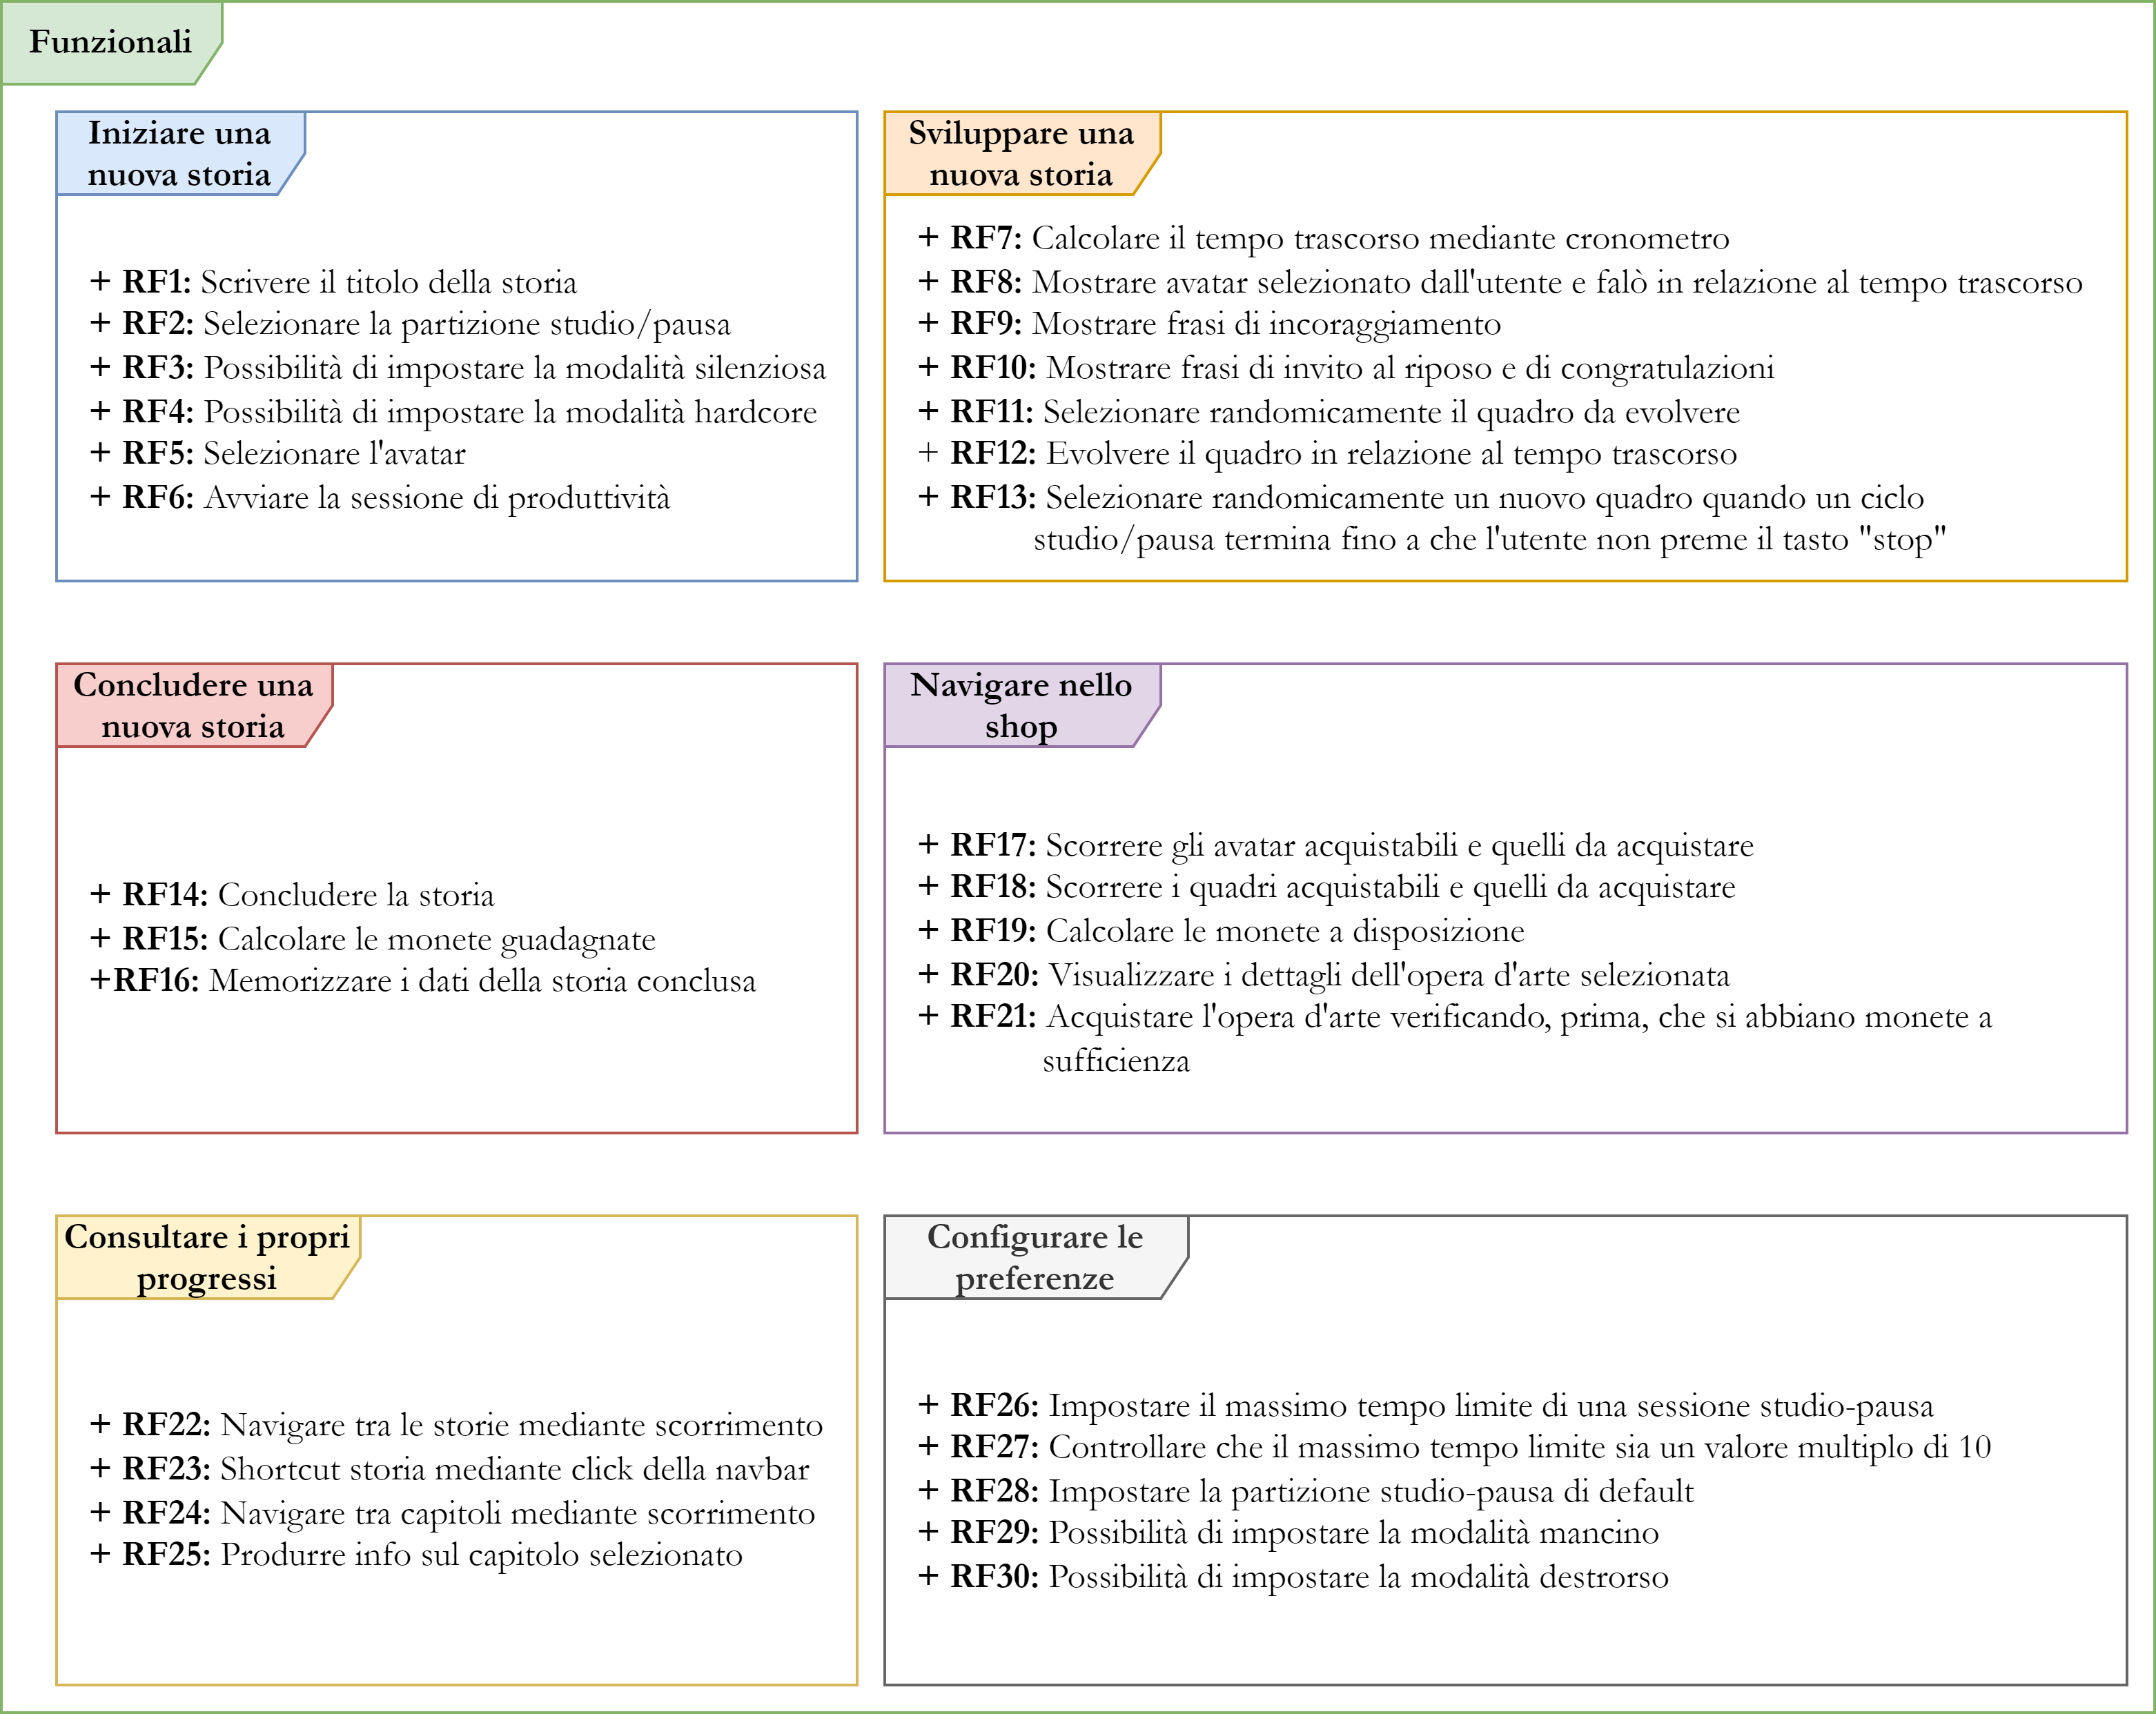 Funzionali
Iniziare una
nuova storia
+ RF1: Scrivere il titolo della storia
+ RF2: Selezionare la partizione studio/pausa
+ RF3: Possibilità di impostare la modalità silenziosa
+ RF4: Possibilità di impostare la modalità hardcore
+ RF5: Selezionare l'avatar
+ RF6: Avviare la sessione di produttività
Sviluppare una
nuova storia
+ RF7: Calcolare il tempo trascorso mediante cronometro
+ RF8: Mostrare avatar selezionato dall'utente e falò in relazione al tempo trascorso
+ RF9: Mostrare frasi di incoraggiamento
+ RF10: Mostrare frasi di invito al riposo e di congratulazioni
+ RF11: Selezionare randomicamente il quadro da evolvere
+ RF12: Evolvere il quadro in relazione al tempo trascorso
+ RF13: Selezionare randomicamente un nuovo quadro quando un ciclo
studio/pausa termina fino a che l'utente non preme il tasto "stop"
Concludere una
nuova storia
+ RF14: Concludere la storia
+ RF15: Calcolare le monete guadagnate
+RF16: Memorizzare i dati della storia conclusa
Navigare nello
shop
+ RF17: Scorrere gli avatar acquistabili e quelli da acquistare
+ RF18: Scorrere i quadri acquistabili e quelli da acquistare
+ RF19: Calcolare le monete a disposizione
+ RF20: Visualizzare i dettagli dell'opera d'arte selezionata
+ RF21: Acquistare l'opera d'arte verificando, prima, che si abbiano monete a
sufficienza
Consultare i propri
progressi
+ RF22: Navigare tra le storie mediante scorrimento
+ RF23: Shortcut storia mediante click della navbar
+ RF24: Navigare tra capitoli mediante scorrimento
+ RF25: Produrre info sul capitolo selezionato
Configurare le
preferenze
+ RF26: Impostare il massimo tempo limite di una sessione studio-pausa
+ RF27: Controllare che il massimo tempo limite sia un valore multiplo di 10
+ RF28: Impostare la partizione studio-pausa di default
+ RF29: Possibilità di impostare la modalità mancino
+ RF30: Possibilità di impostare la modalità destrorso